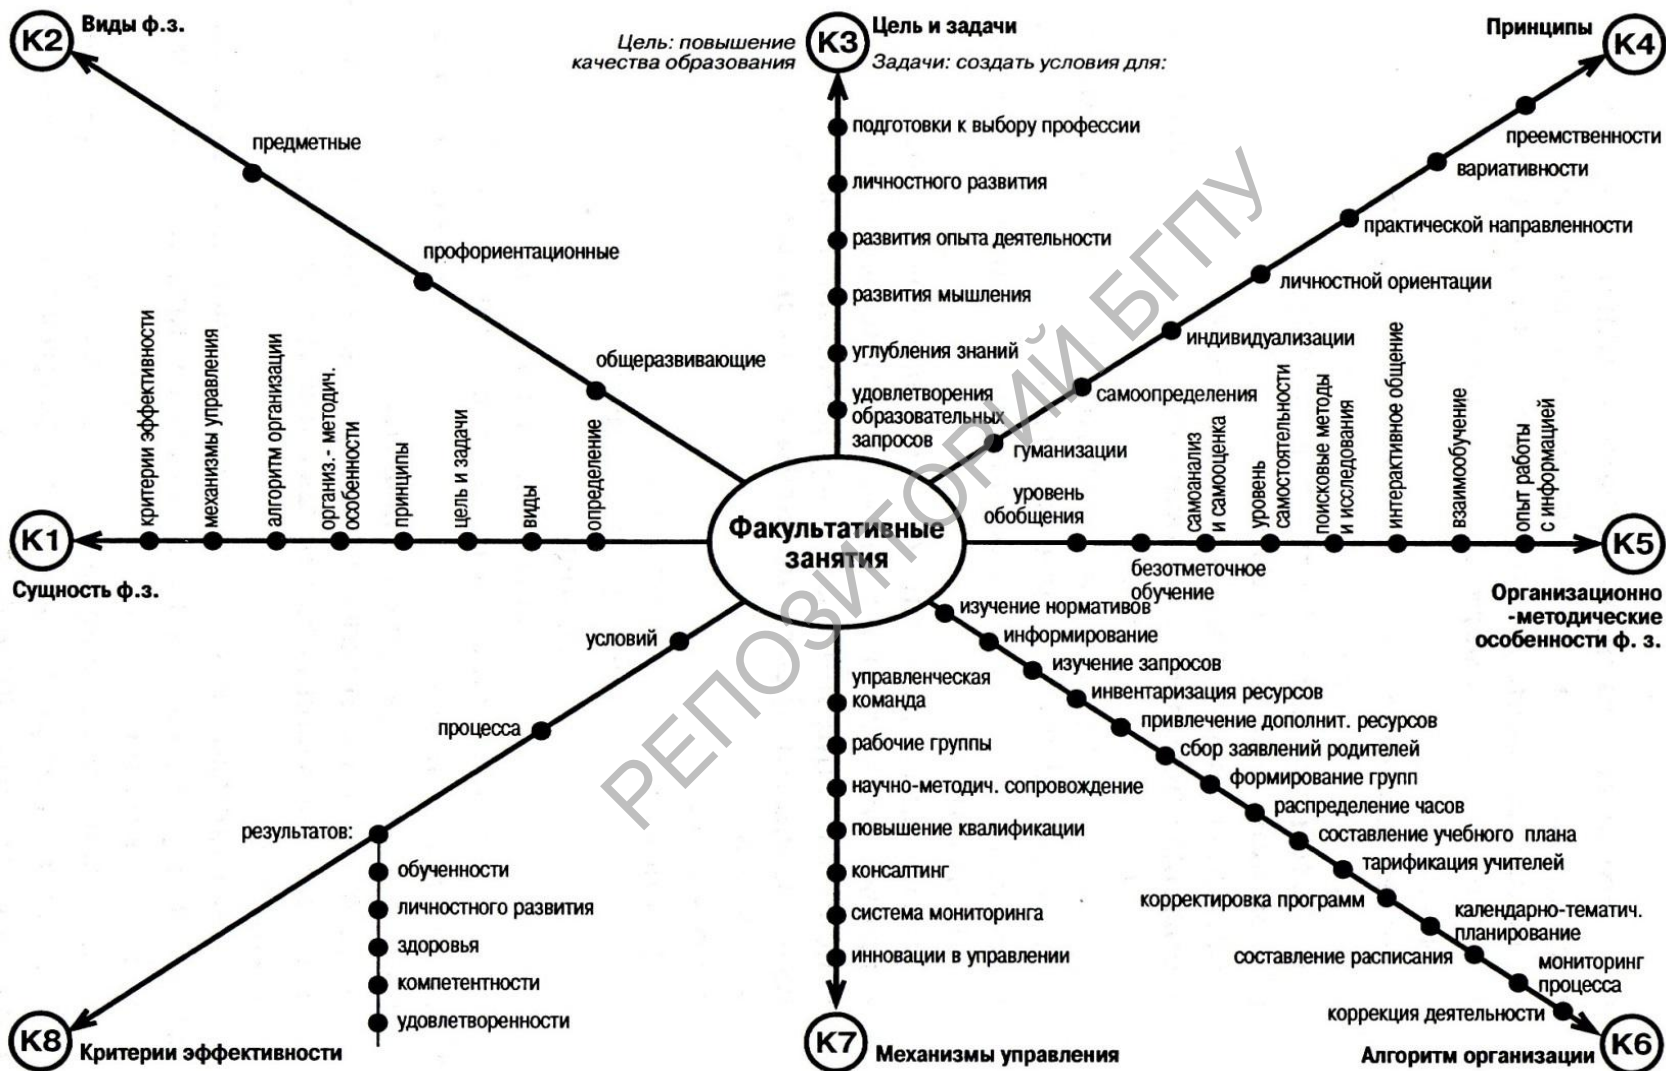 К2
Виды ф.з.
предметные
профориентационные
общеразвивающие
Цель: повышение
качества образования
К3
Цель и задачи
Задачи: создать условия для:
подготовки к выбору профессии
личностного развития
развития опыта деятельности
развития мышления
углубления знаний
удовлетворения
образовательных
запросов
Принципы
К4
преемственности
вариативности
практической направленности
личностной ориентации
индивидуализации
самоопределения
гуманизации
К1
Сущность ф.з.
критерии эффективности
механизмы управления
алгоритм организации
организ.- методич.
особенности
принципы
цель и задачи
виды
определение
Факультативные
занятия
уровень
обобщения
безотметочное
обучение
самоанализ
и самооценка
уровень
самостоятельности
поисковые методы
и исследования
интерактивное общение
взаимообучение
опыт работы
с информацией
К5
Организационно
-методические
особенности ф. з.
изучение нормативов
информирование
изучение запросов
инвентаризация ресурсов
привлечение дополнит. ресурсов
сбор заявлений родителей
формирование групп
распределение часов
составление учебного плана
тарификация учителей
корректировка программ
календарно-тематич.
планирование
составление расписания
мониторинг
процесса
коррекция деятельности
К6
Алгоритм организации
управленческая
команда
рабочие группы
научно-методич. сопровождение
повышение квалификации
консалтинг
система мониторинга
инновации в управлении
К7
Механизмы управления
условий
процесса
результатов:
обученности
личностного развития
здоровья
компетентности
удовлетворенности
К8
Критерии эффективности
РЕПОЗИТОРИЙ БГПУ